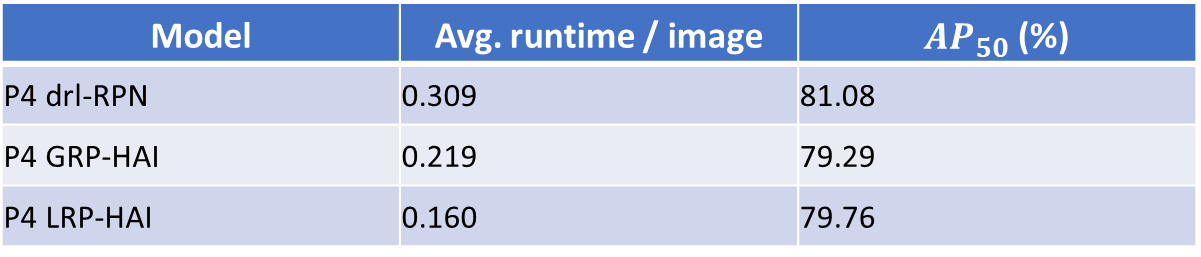 Model Avg. runtime / image AP50 (%)
P4 drl-RPN 0.309 81.08
P4 GRP-HAI 0.219 79.29
P4 LRP-HAI 0.160 79.76